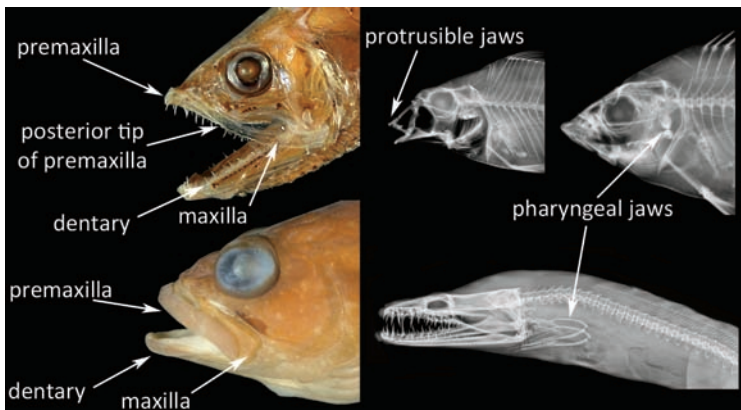 premaxilla
posterior tip
of premaxilla
dentary
maxilla
premaxilla
dentary
maxilla
protrusible jaws
pharyngeal jaws